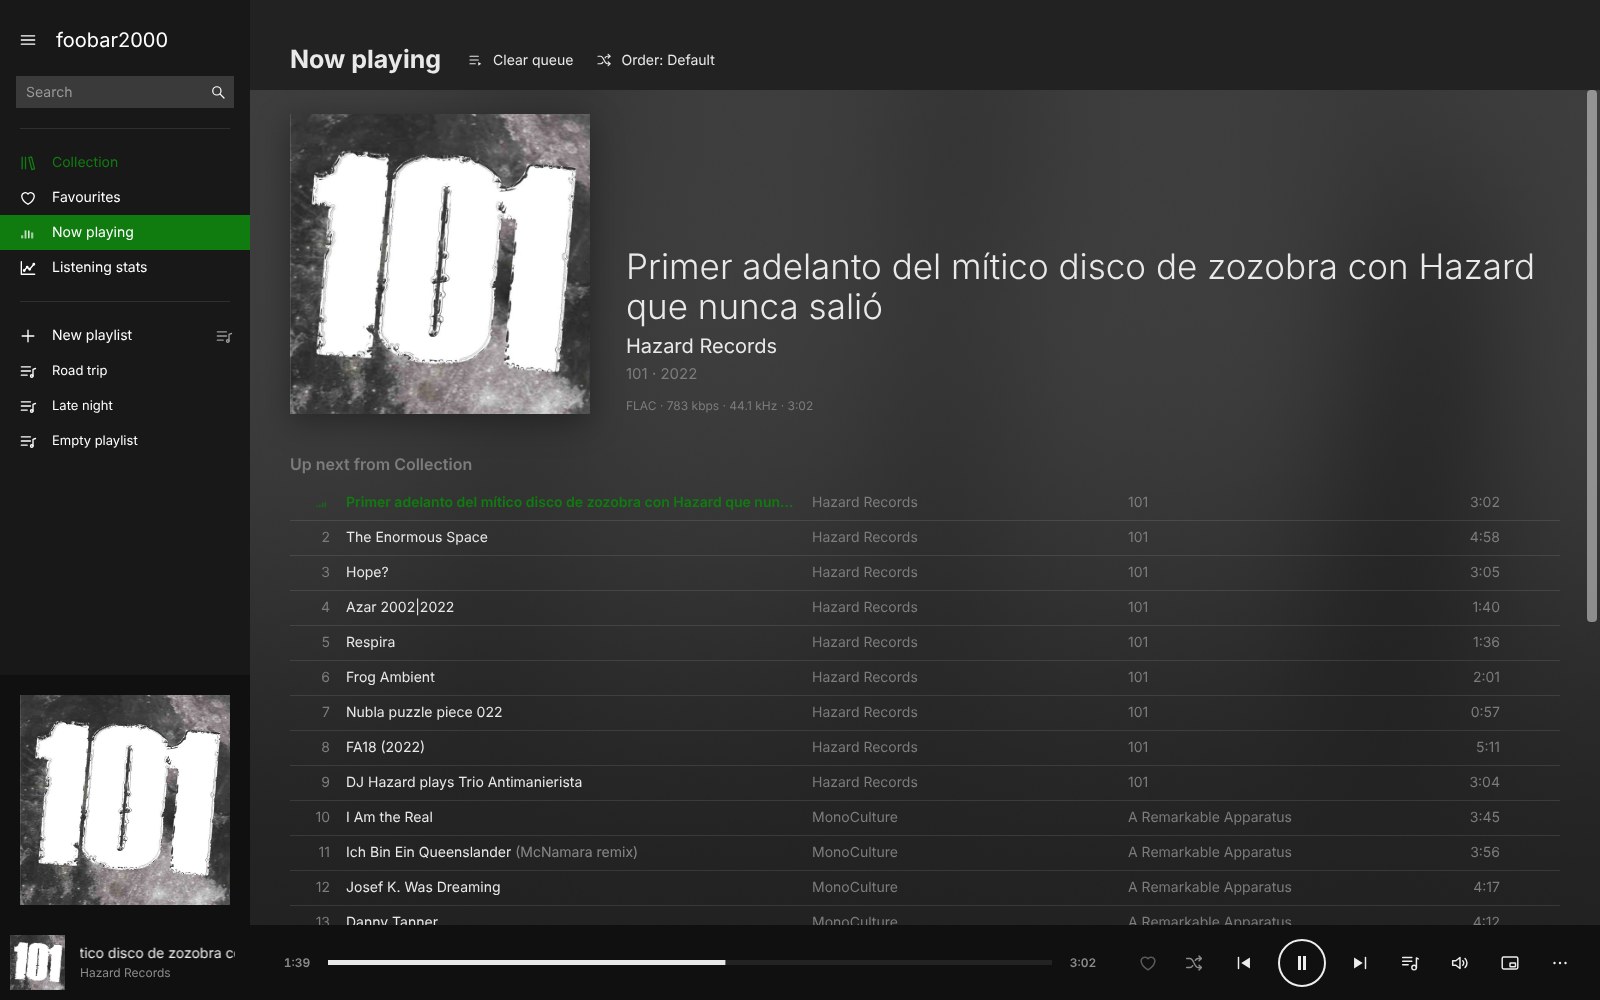 foobar2000
Search
Collection
Favourites
Now playing
Listening stats
New playlist
Road trip
Late night
Empty playlist
101
Now playing Clear queue Order: Default
101
Primer adelanto del mítico disco de zozobra con Hazard
que nunca salió
Hazard Records
101 · 2022
FLAC · 783 kbps · 44.1 kHz · 3:02
Up next from Collection
Primer adelanto del mítico disco de zozobra con Hazard que nun... Hazard Records 101 3:02
2 The Enormous Space Hazard Records 101 4:58
3 Hope? Hazard Records 101 3:05
4 Azar 2002|2022 Hazard Records 101 1:40
5 Respira Hazard Records 101 1:36
6 Frog Ambient Hazard Records 101 2:01
7 Nubla puzzle piece 022 Hazard Records 101 0:57
8 FA18 (2022) Hazard Records 101 5:11
9 DJ Hazard plays Trio Antimanierista Hazard Records 101 3:04
10 I Am the Real MonoCulture A Remarkable Apparatus 3:45
11 Ich Bin Ein Queenslander (McNamara remix) MonoCulture A Remarkable Apparatus 3:56
12 Josef K. Was Dreaming MonoCulture A Remarkable Apparatus 4:17
13 Danny Tanner MonoCulture A Remarkable Apparatus 4:12
101
tico disco de zozobra c
Hazard Records
1:39 3:02